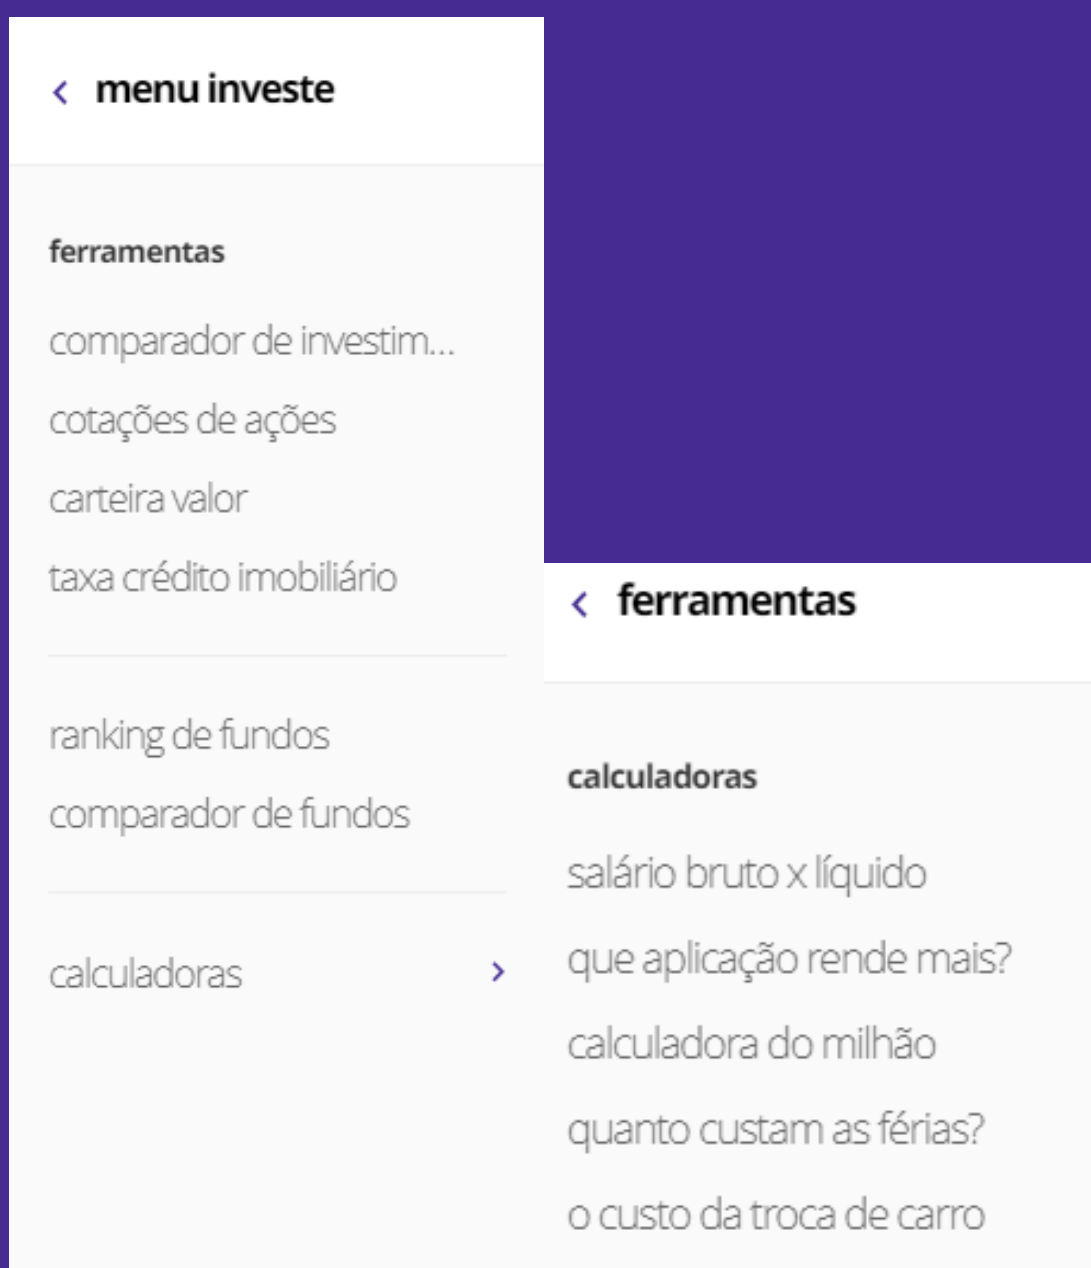 menu investe
ferramentas
comparador de investim...
cotações de ações
carteira valor
taxa crédito imobiliário
ranking de fundos
comparador de fundos
calculadoras
ferramentas
calculadoras
salário bruto x líquido
que aplicação rende mais?
calculadora do milhão
quanto custam as férias?
o custo da troca de carro